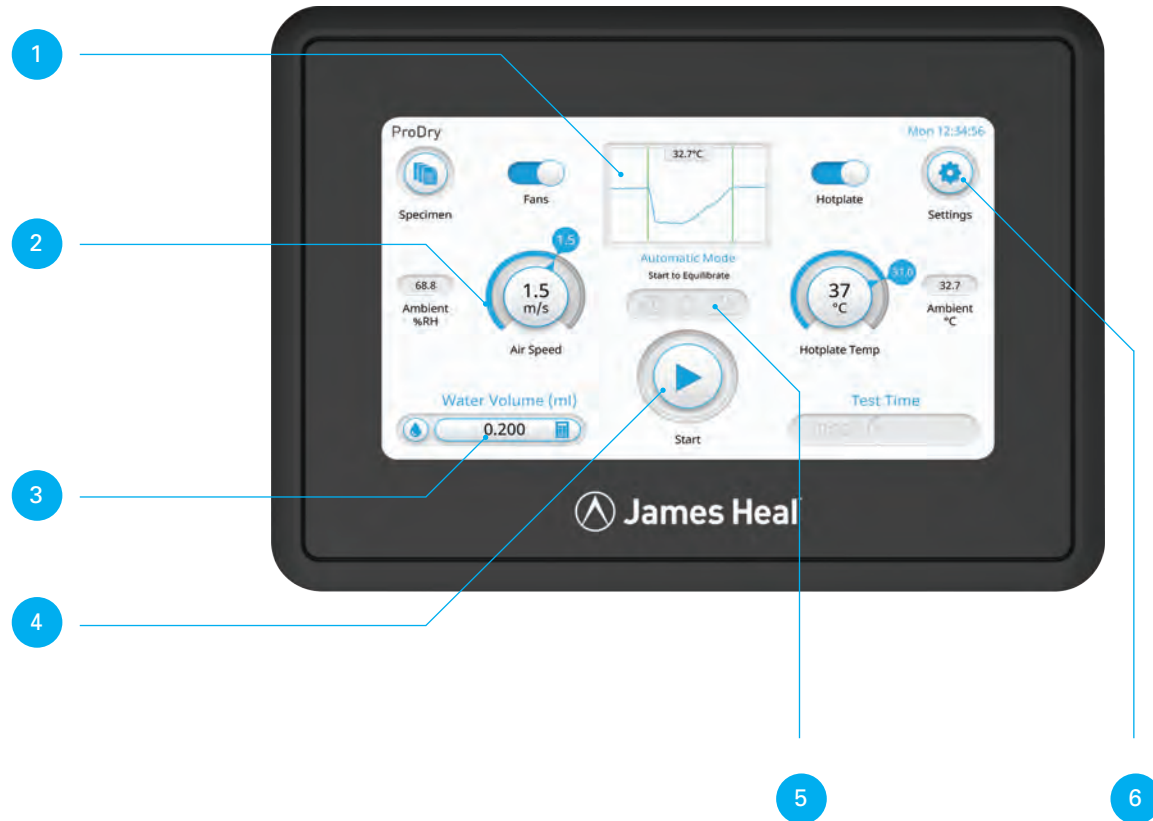 1
ProDry
Mon 12:34:56
32.7°C
Specimen
Fans
Hotplate
Settings
2
1.5
Automatic Mode
Start to Equilibrate
68.8
1.5
m/s
37
°C
37.0
32.7
Ambient
%RH
Ambient
°C
Air Speed
Hotplate Temp
Water Volume (ml)
Test Time
0.200
Start
3
James Heal
4
5
6